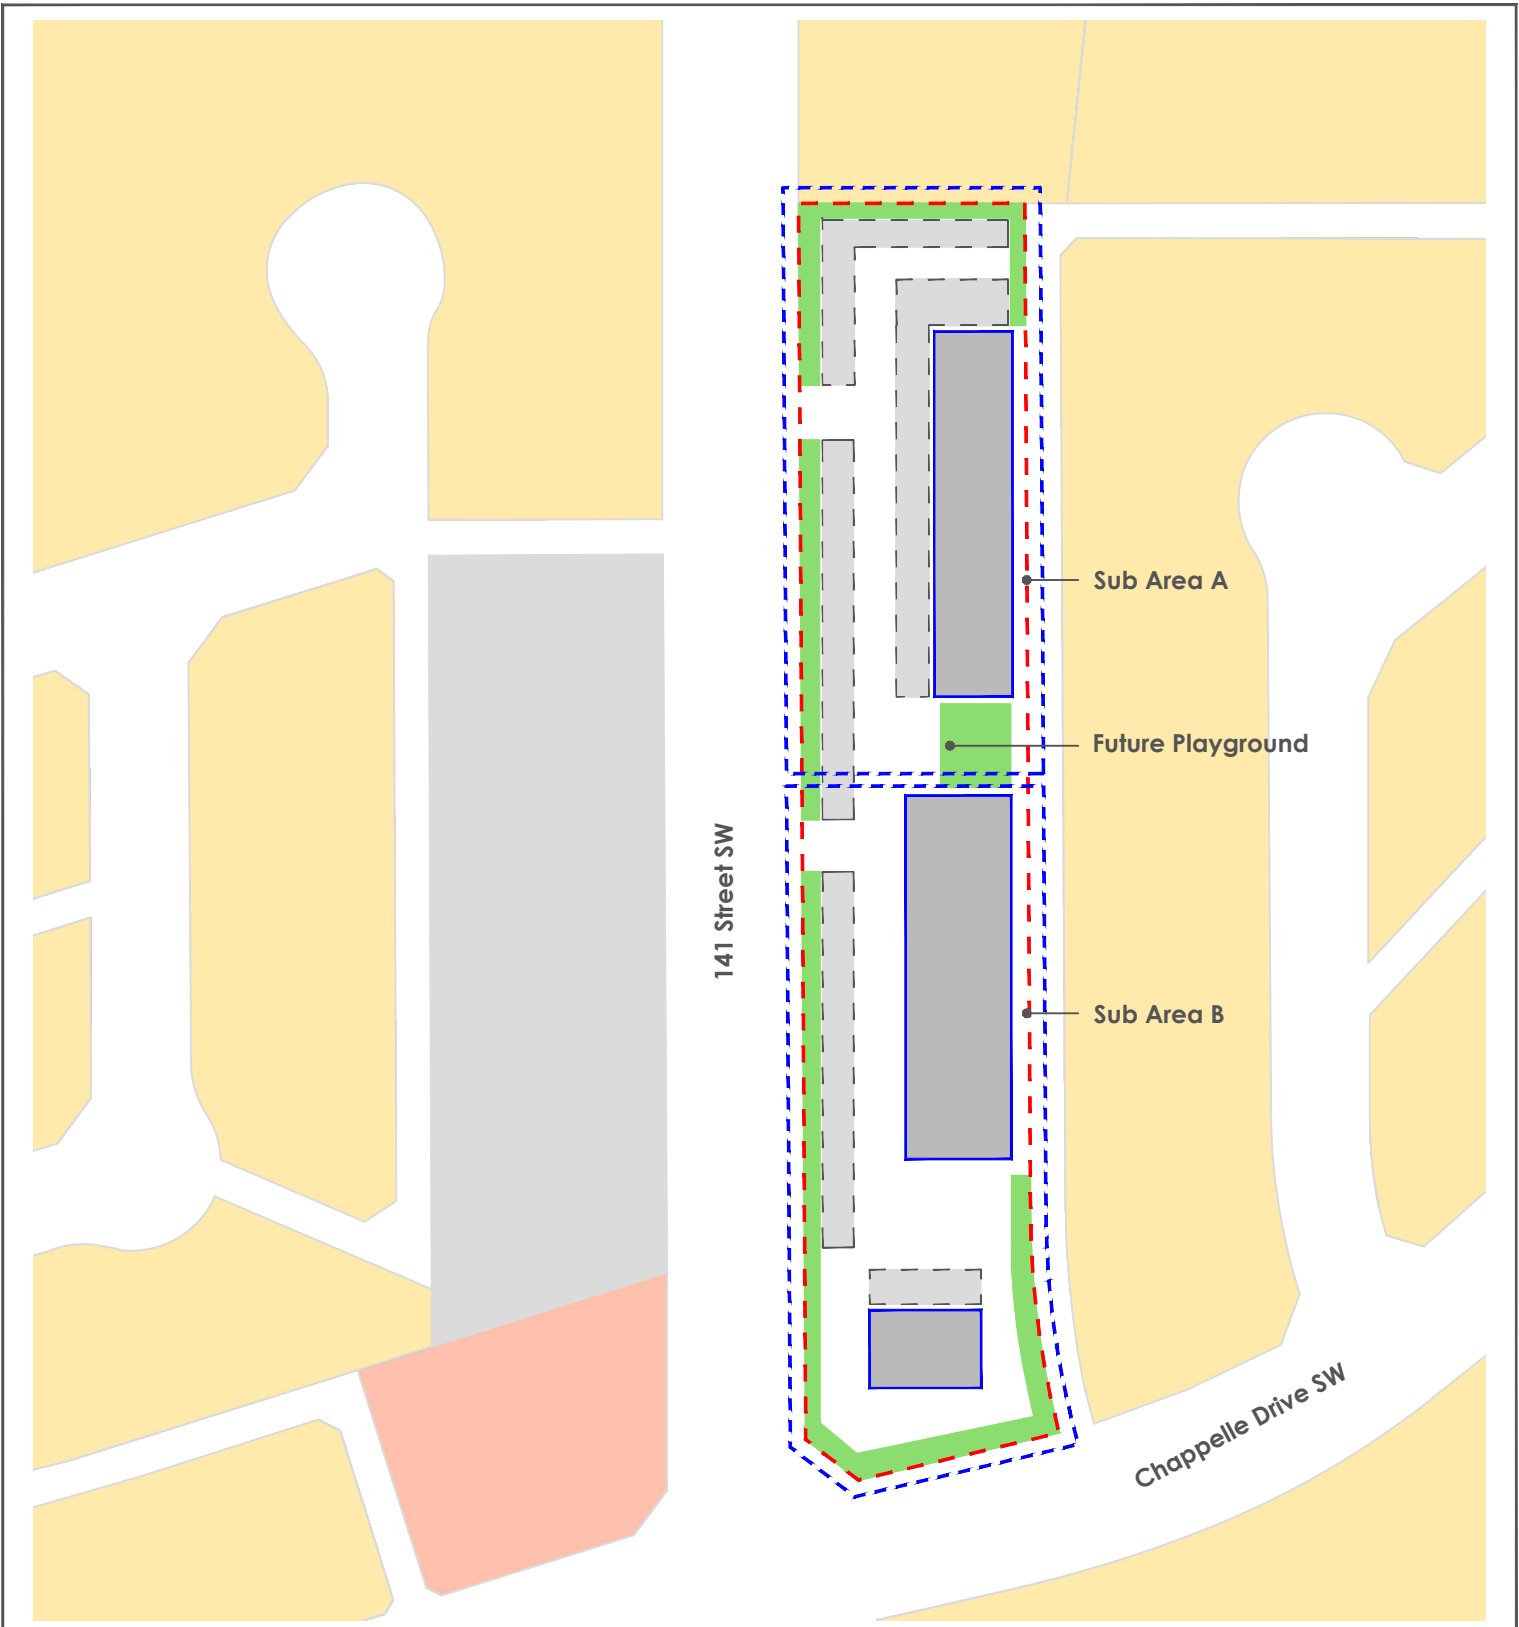 Sub Area A
Future Playground
141 Street SW
Sub Area B
Chappelle Drive SW